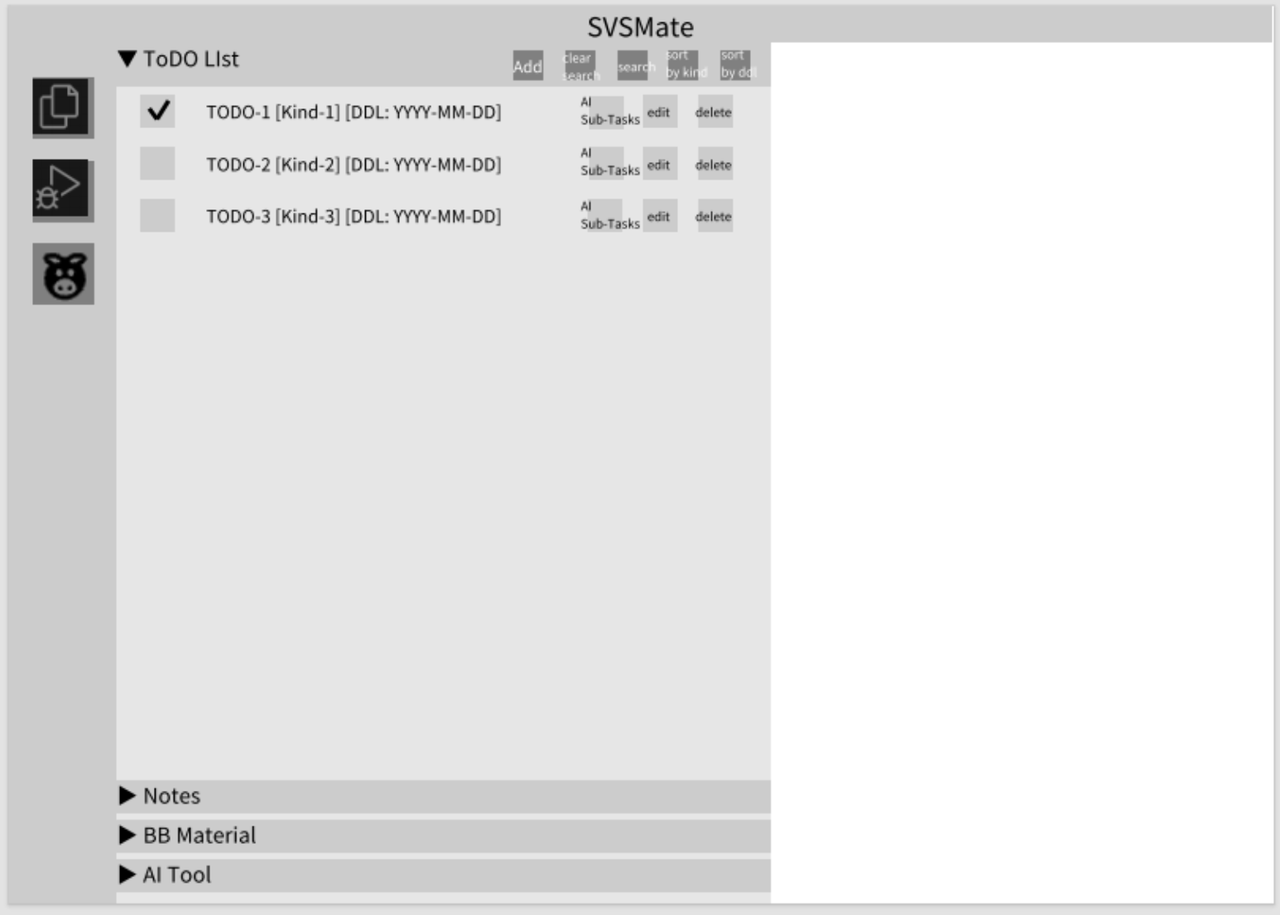 SVSMate
ToDO LIst
Add
clear
search
search
sort
by kind
sort
by ddl
TODO-1 [Kind-1] [DDL: YYYY-MM-DD]
AI
Sub-Tasks
edit
delete
TODO-2 [Kind-2] [DDL: YYYY-MM-DD]
AI
Sub-Tasks
edit
delete
TODO-3 [Kind-3] [DDL: YYYY-MM-DD]
AI
Sub-Tasks
edit
delete
Notes
BB Material
AI Tool